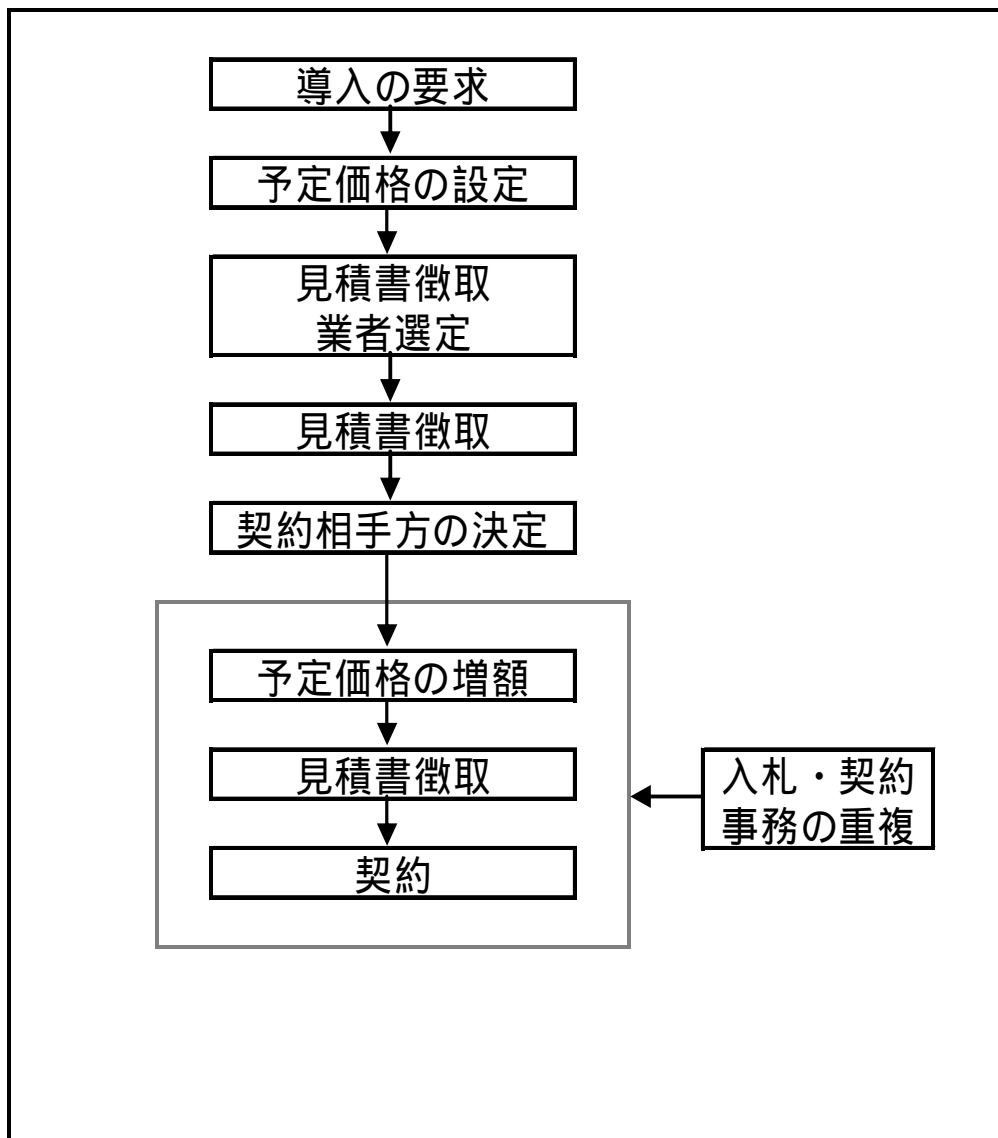 導入の要求
予定価格の設定
見積書徴取
業者選定
見積書徴取
契約相手方の決定
予定価格の増額
見積書徴取
契約
入札・契約
事務の重複